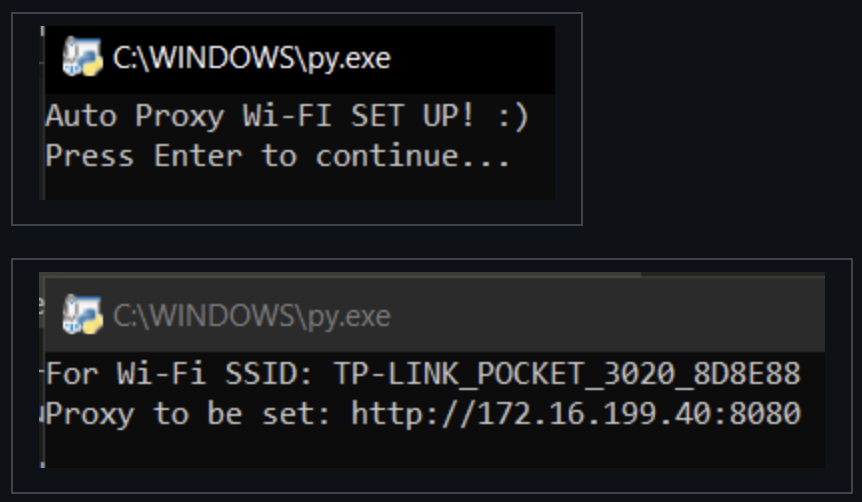 C:\WINDOWS\py.exe
Auto Proxy Wi-FI SET UP! :)
Press Enter to continue...
C:\WINDOWS\py.exe
For Wi-Fi SSID: TP-LINK_POCKET_3020_8D8E88
Proxy to be set: http://172.16.199.40:8080